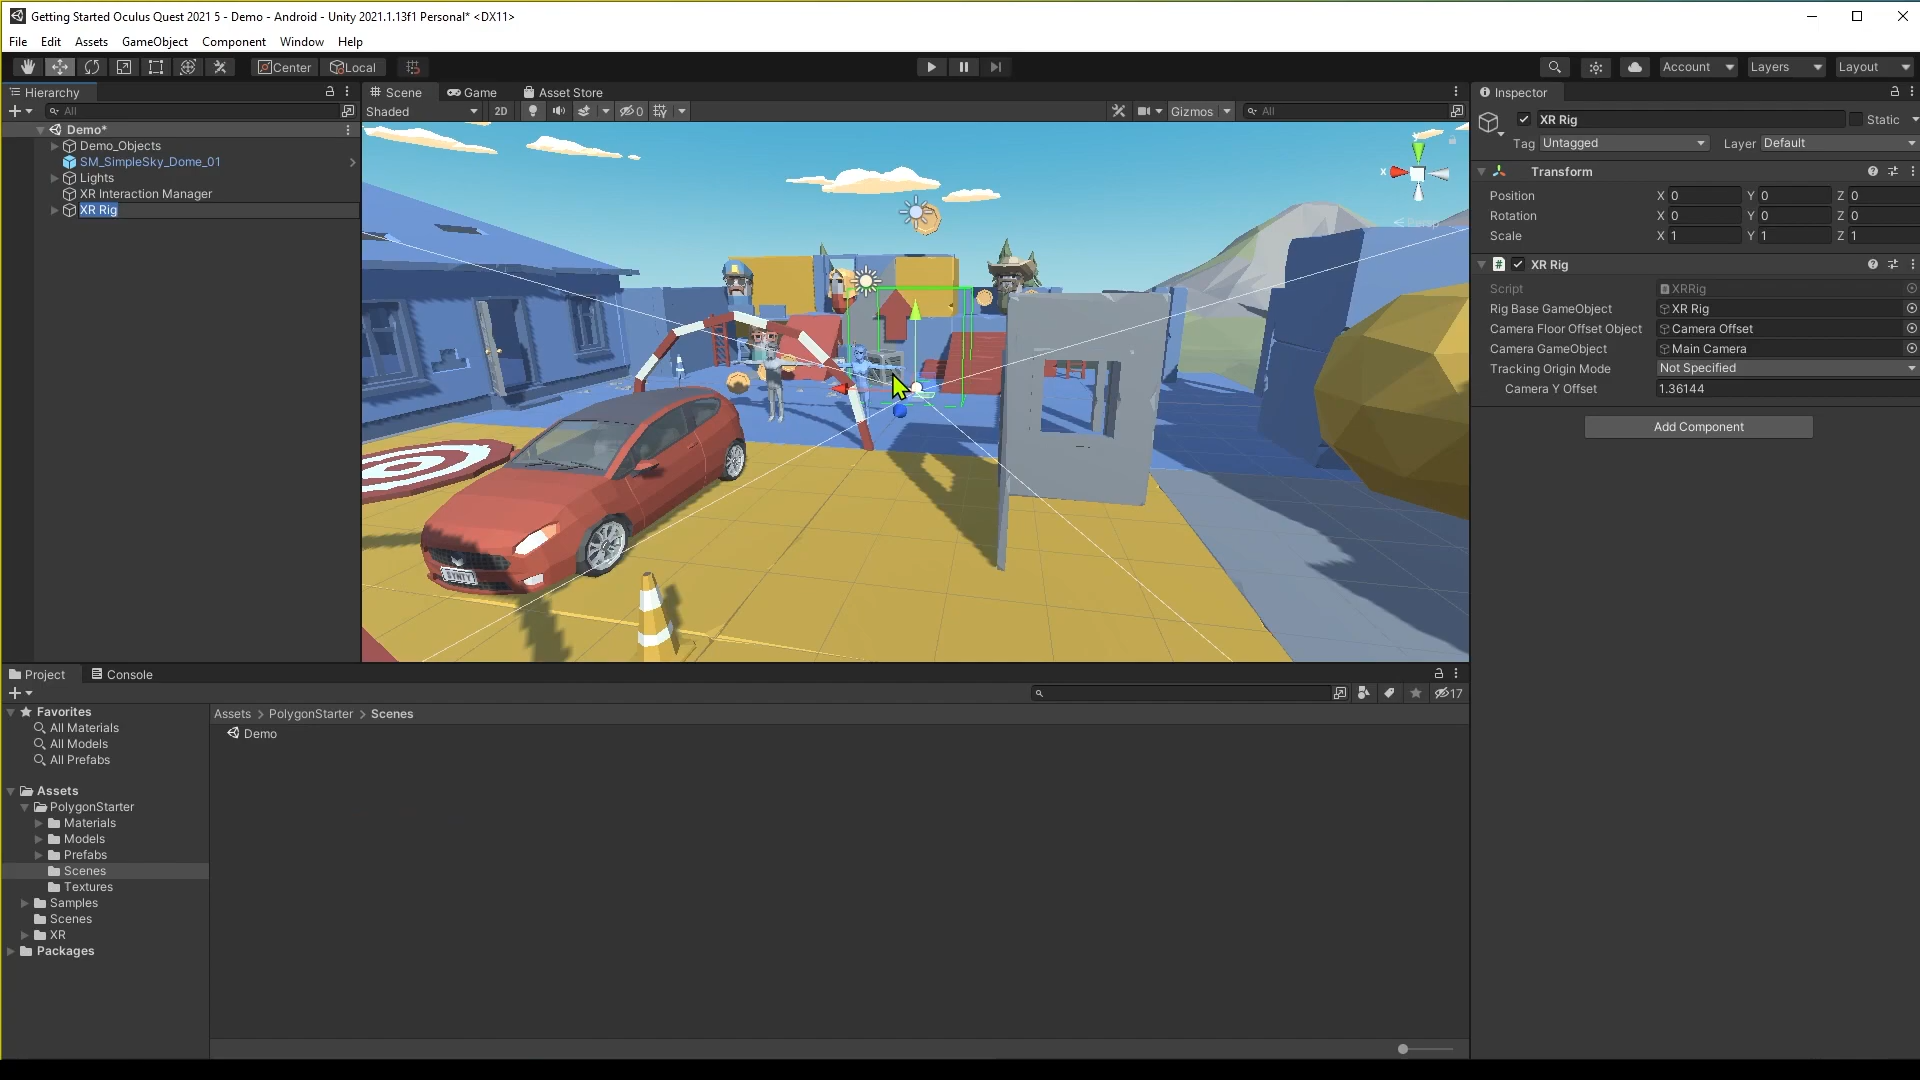 Getting Started Oculus Quest 2021 5 - Demo - Android - Unity 2021.1.13f1 Personal* <DX11>
File Edit Assets GameObject Component Window Help
Center Local Account Layers Layout
Hierarchy
All
Demo*
Demo_Objects
SM_SimpleSky_Dome_01
Lights
XR Interaction Manager
XR Rig
Scene Game Asset Store
Shaded 2D 0 Gizmos All
X
Persp
Inspector
XR Rig Static
Tag Untagged Layer Default
Transform
Position X 0 Y 0 Z 0
Rotation X 0 Y 0 Z 0
Scale X 1 Y 1 Z 1
# XR Rig
Script XRRig
Rig Base GameObject XR Rig
Camera Floor Offset Object Camera Offset
Camera GameObject Main Camera
Tracking Origin Mode Not Specified
Camera Y Offset 1.36144
Add Component
Project Console
17
Favorites
All Materials
All Models
All Prefabs
Assets
PolygonStarter
Materials
Models
Prefabs
Scenes
Textures
Samples
Scenes
XR
Packages
Assets > PolygonStarter > Scenes
Demo